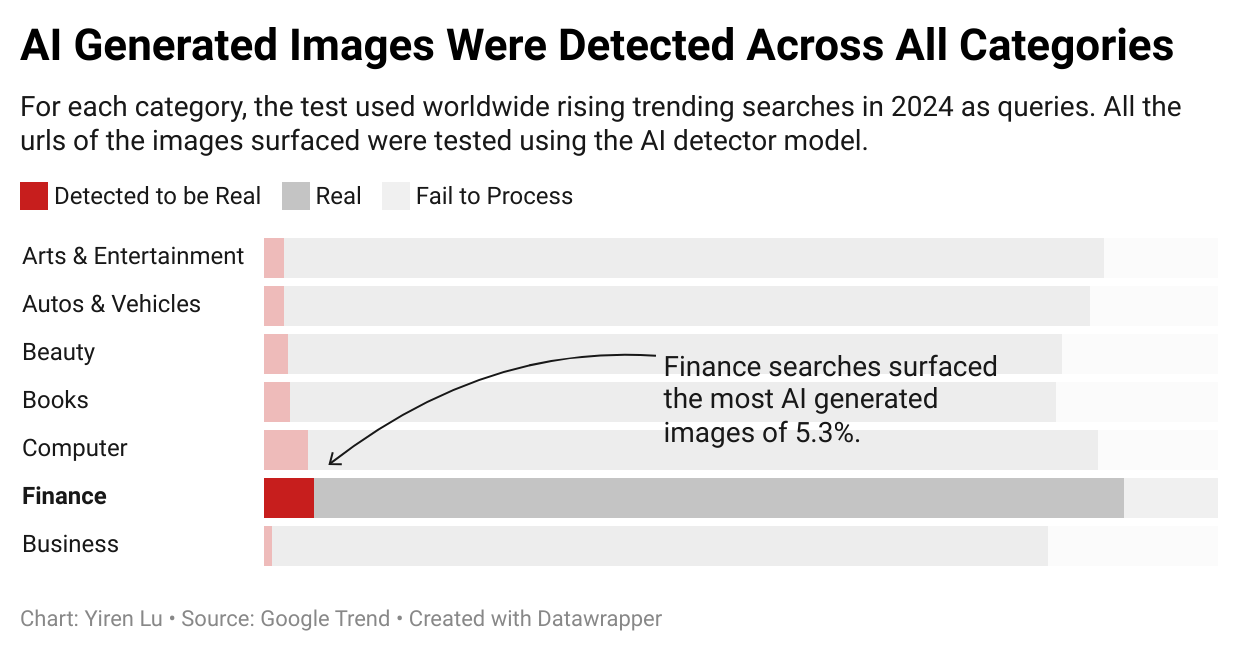 AI Generated Images Were Detected Across All Categories
For each category, the test used worldwide rising trending searches in 2024 as queries. All the
urls of the images surfaced were tested using the AI detector model.
Detected to be Real Real Fail to Process
Arts & Entertainment
Autos & Vehicles
Beauty
Finance searches surfaced
the most AI generated
images of 5.3%.
Books
Computer
Finance
Business
Chart: Yiren Lu • Source: Google Trend • Created with Datawrapper